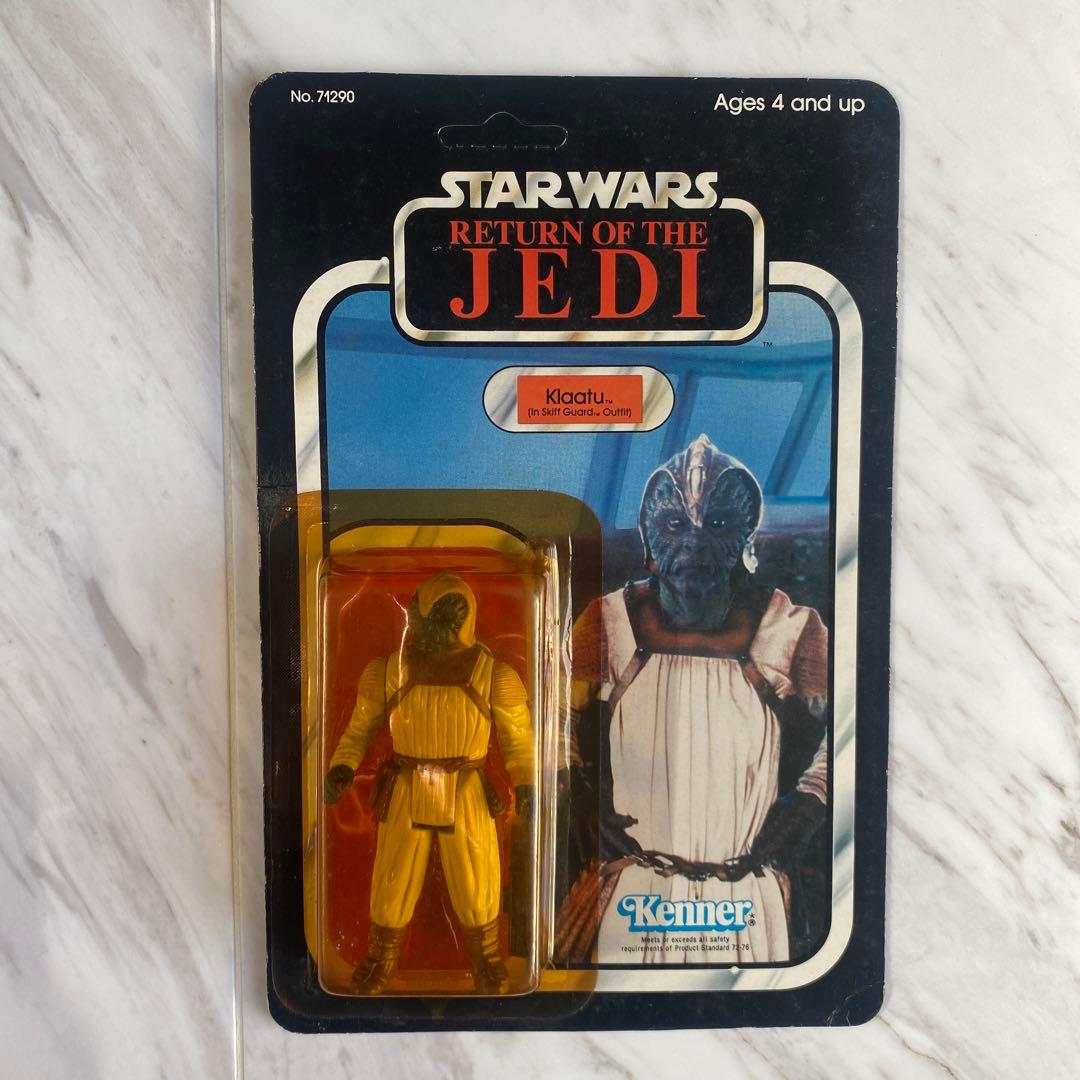 No. 71290
Ages 4 and up
STAR WARS
RETURN OF THE
JEDI
TM
Klaatu™
(In Skiff Guard™ Outfit)
Kenner®
Meets or exceeds all safety
requirements of Product Standard 72-76